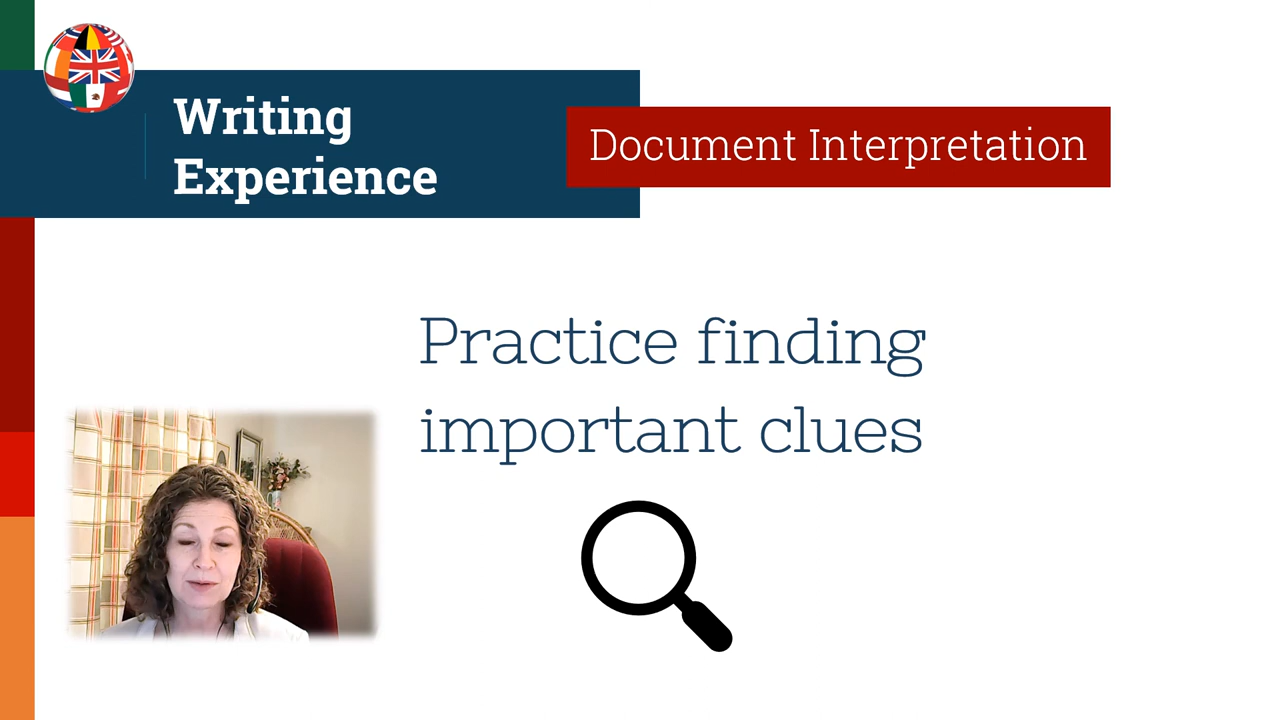 Writing
Experience
Document Interpretation
Practice finding
important clues